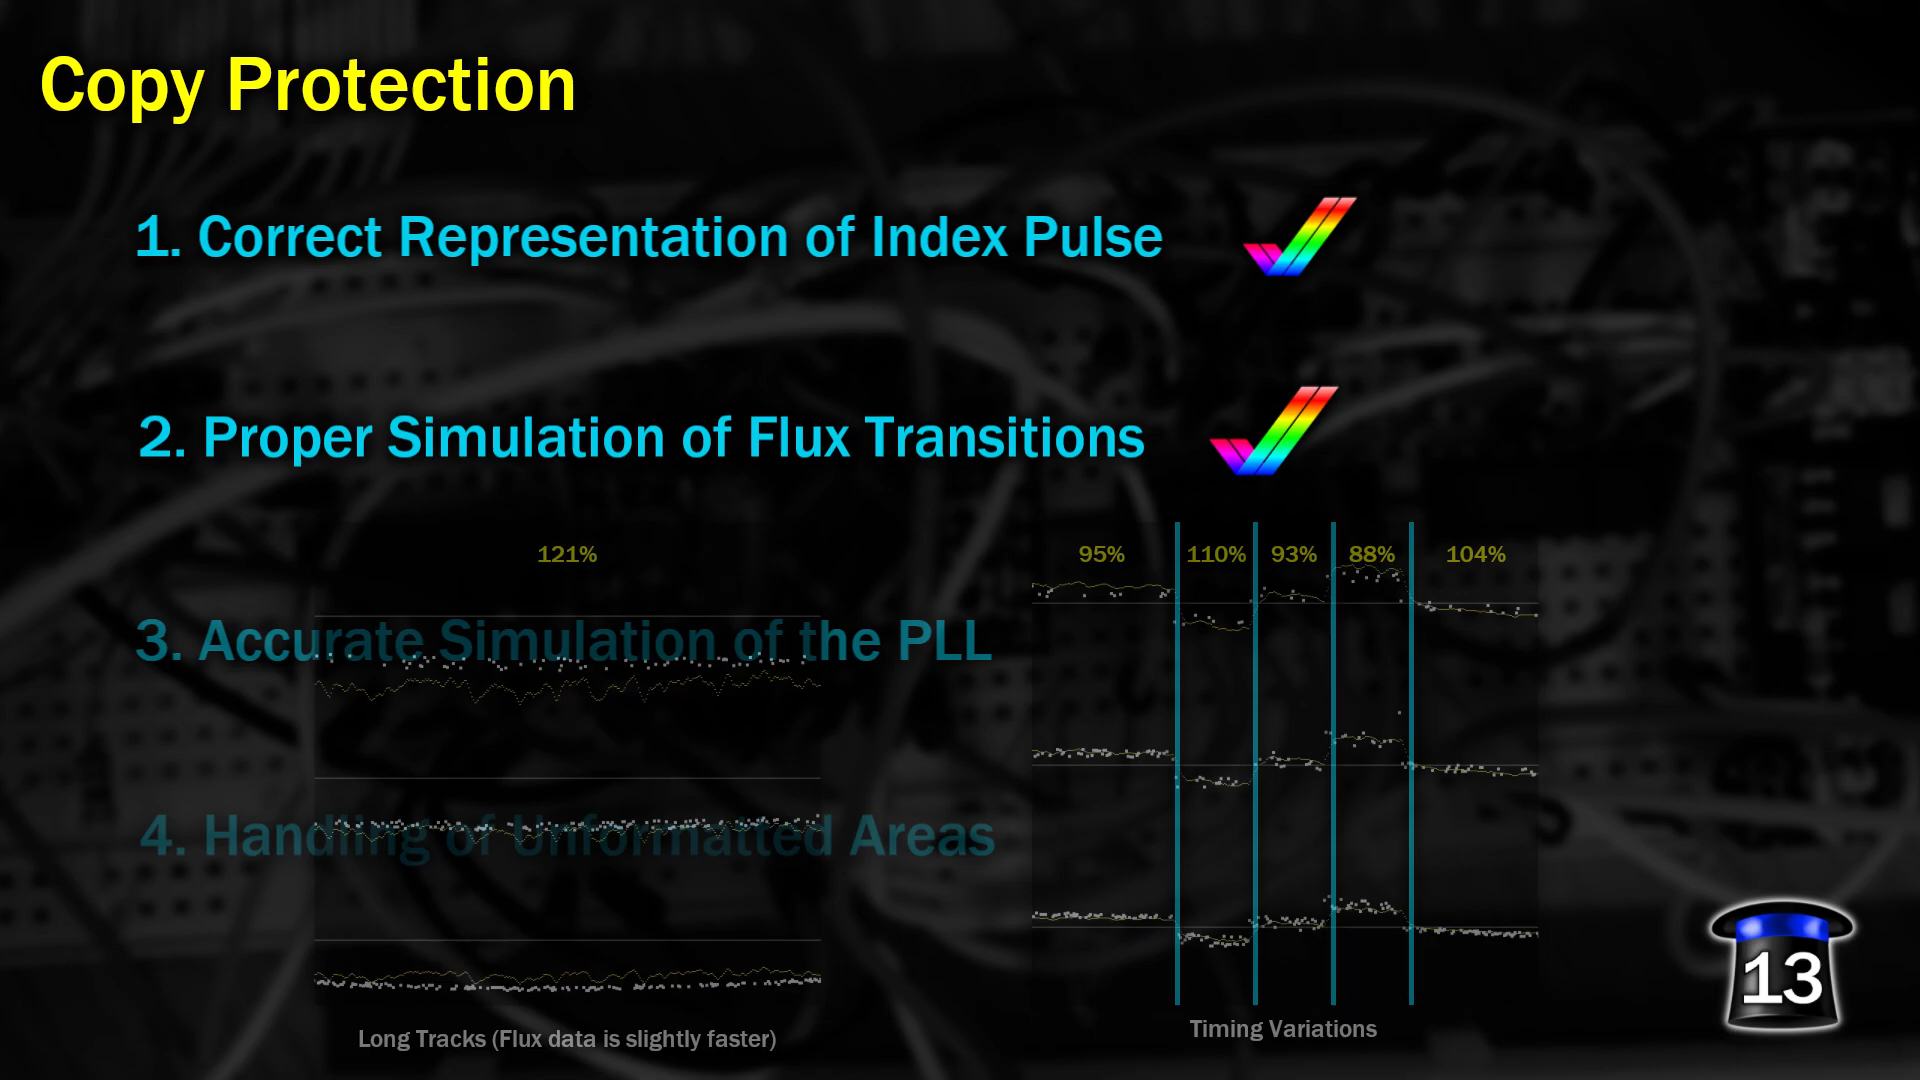 Copy Protection
1. Correct Representation of Index Pulse
2. Proper Simulation of Flux Transitions
121%
95% 110% 93% 88% 104%
3. Accurate Simulation of the PLL
4. Handling of Unformatted Areas
13
Long Tracks (Flux data is slightly faster)
Timing Variations